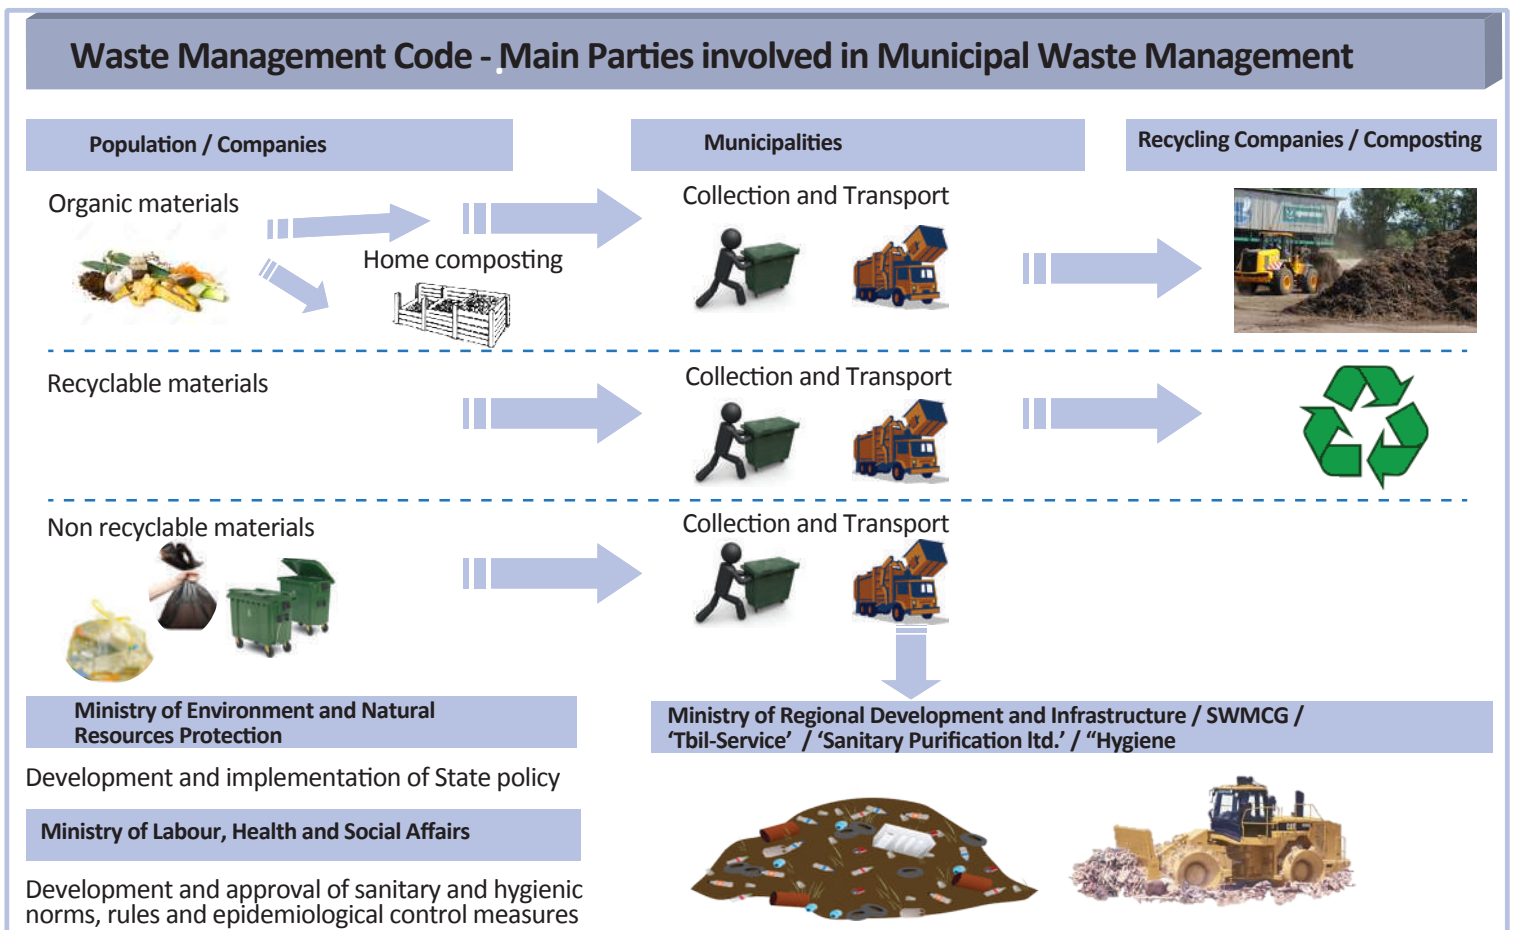 Waste Management Code - Main Parties involved in Municipal Waste Management
Population / Companies
Municipalities
Recycling Companies / Composting
Organic materials
Home composting
Collection and Transport
Recyclable materials
Collection and Transport
Non recyclable materials
Collection and Transport
Ministry of Environment and Natural
Resources Protection
Development and implementation of State policy
Ministry of Labour, Health and Social Affairs
Development and approval of sanitary and hygienic
norms, rules and epidemiological control measures
Ministry of Regional Development and Infrastructure / SWMCG /
‘Tbil-Service’ / ‘Sanitary Purification ltd.’ / “Hygiene
CAT